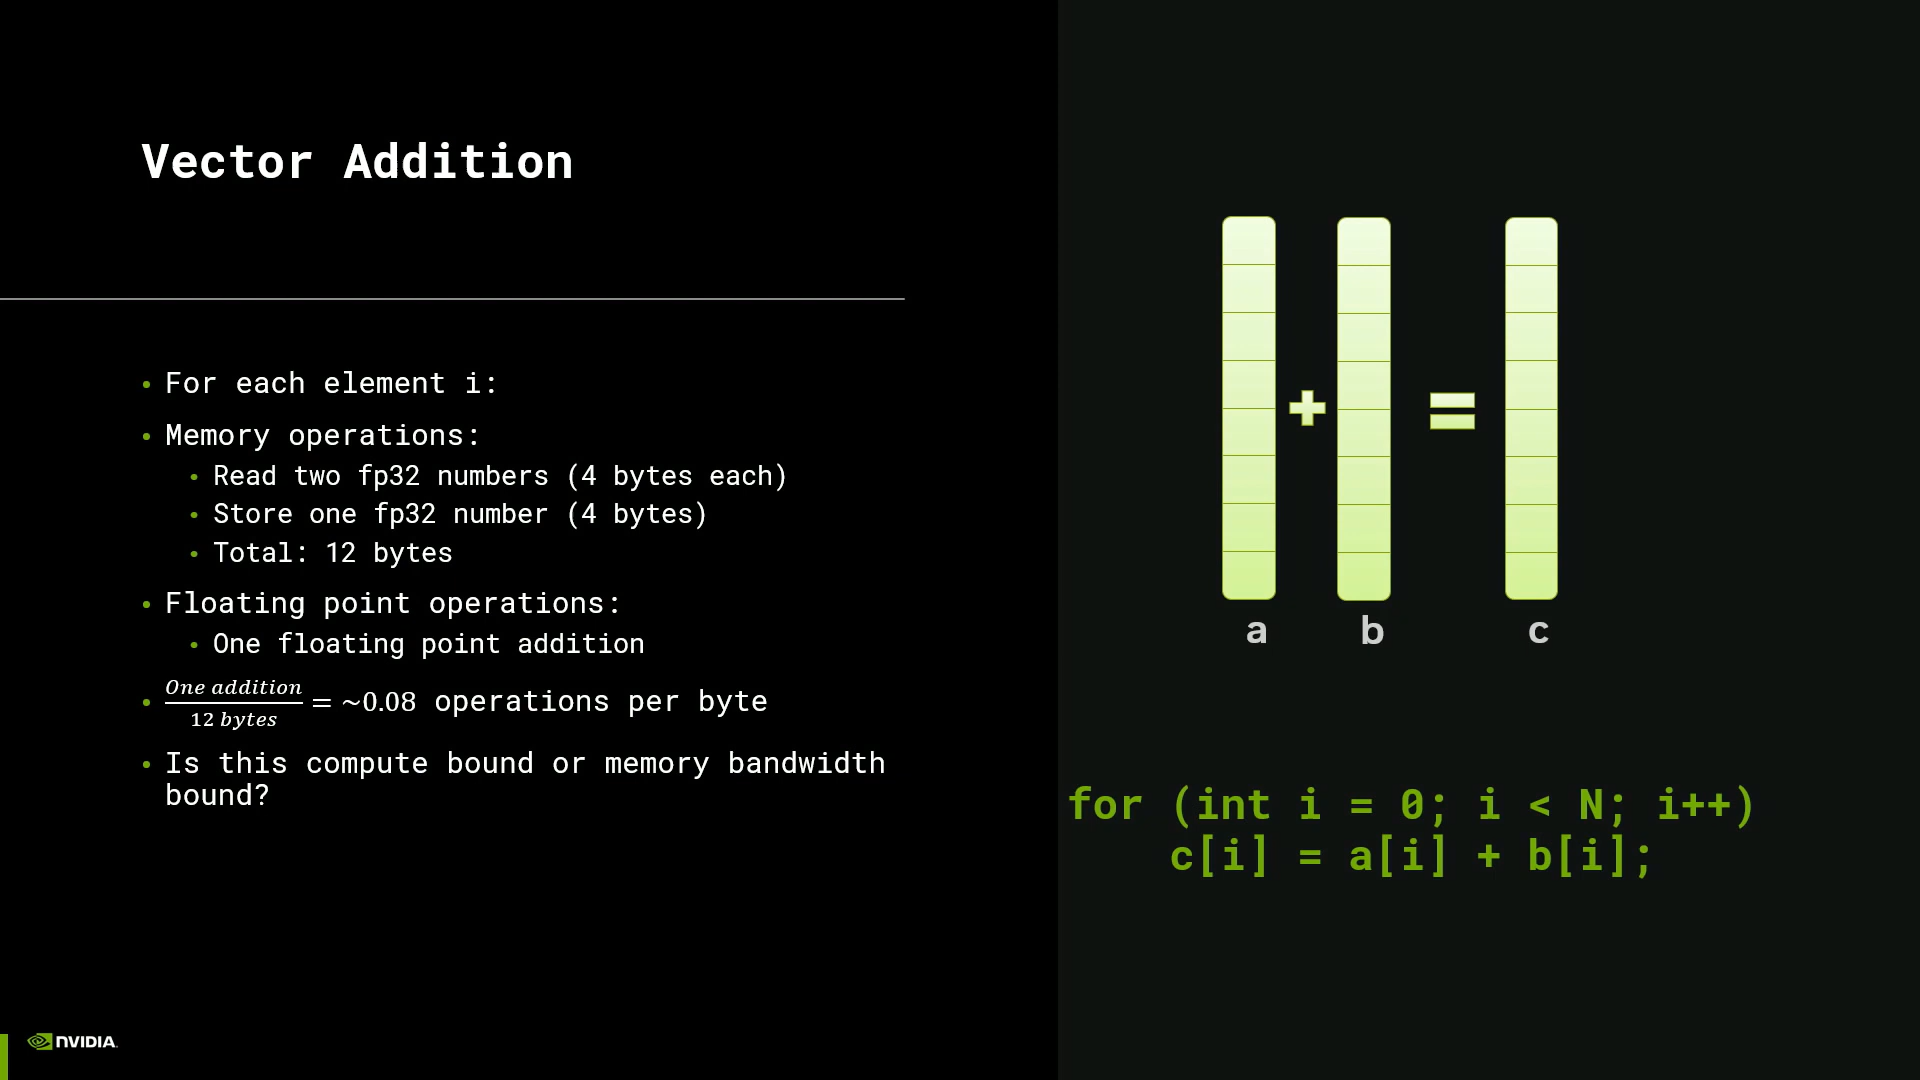 Vector Addition
• For each element i:
• Memory operations:
• Read two fp32 numbers (4 bytes each)
• Store one fp32 number (4 bytes)
• Total: 12 bytes
• Floating point operations:
• One floating point addition
• One addition / 12 bytes = ~0.08 operations per byte
• Is this compute bound or memory bandwidth
bound?
+ =
a b c
for (int i = 0; i < N; i++)
c[i] = a[i] + b[i];
NVIDIA.